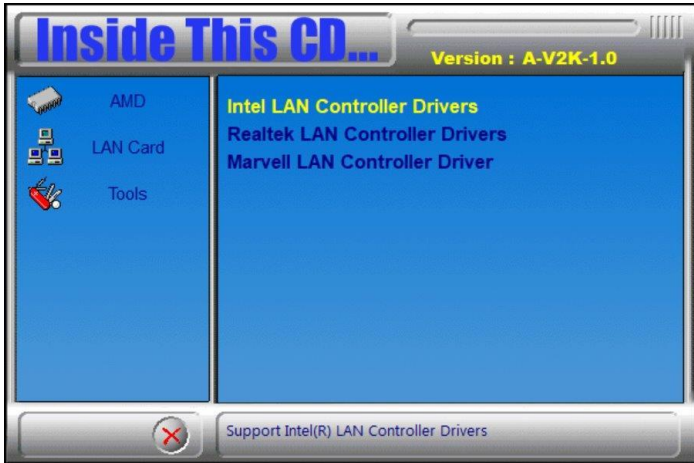 Inside This CD...
Version : A-V2K-1.0
AMD
LAN Card
Tools
Intel LAN Controller Drivers
Realtek LAN Controller Drivers
Marvell LAN Controller Driver
Support Intel(R) LAN Controller Drivers